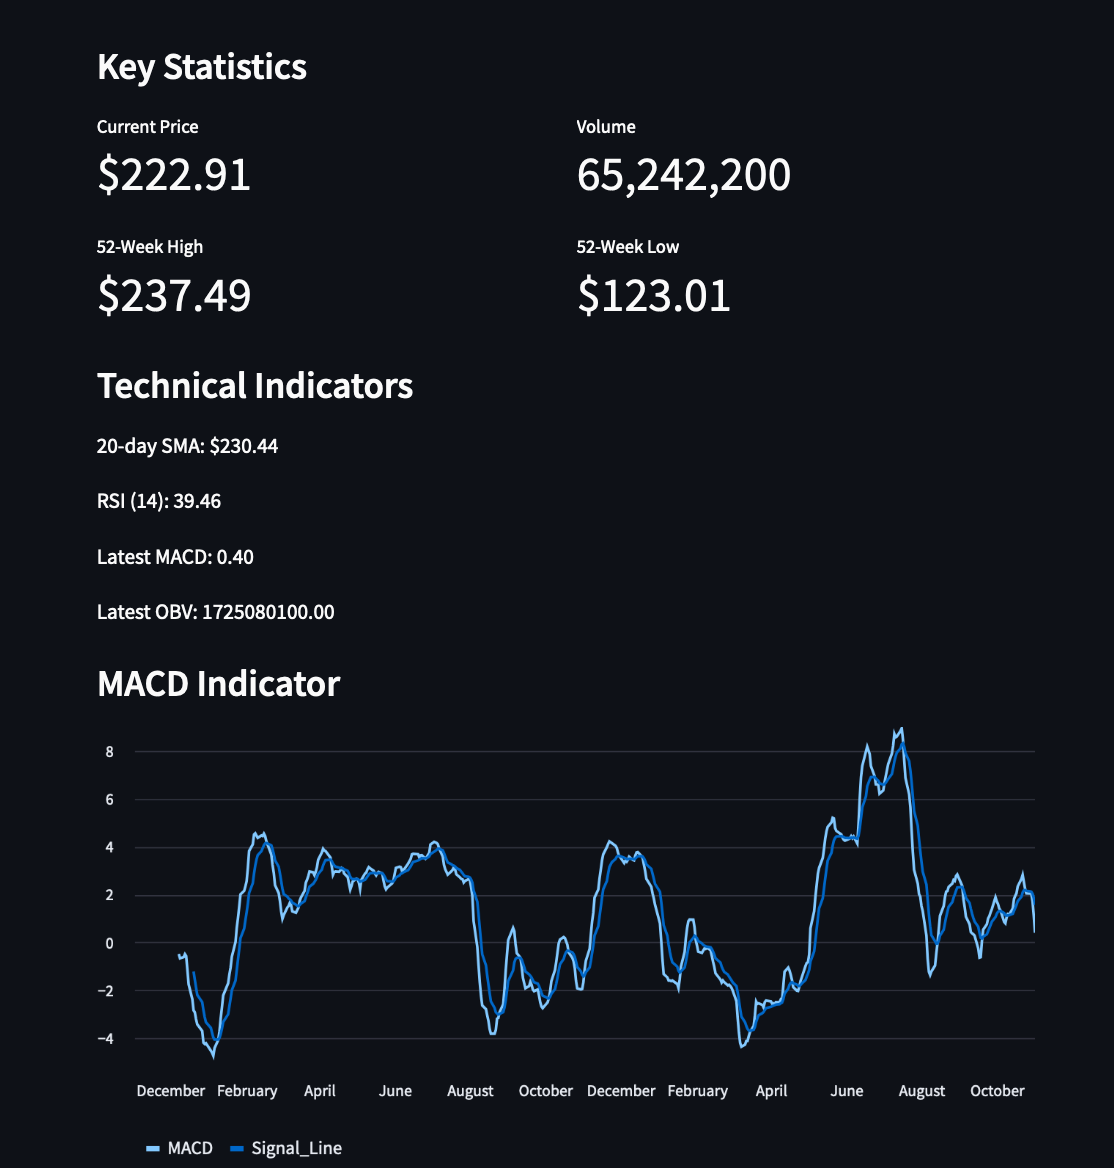 Key Statistics
Current Price
Volume
$222.91
65,242,200
52-Week High
52-Week Low
$237.49
$123.01
Technical Indicators
20-day SMA: $230.44
RSI (14): 39.46
Latest MACD: 0.40
Latest OBV: 1725080100.00
MACD Indicator
8
6
4
2
0
−2
−4
December February April June August October December February April June August October
MACD Signal_Line